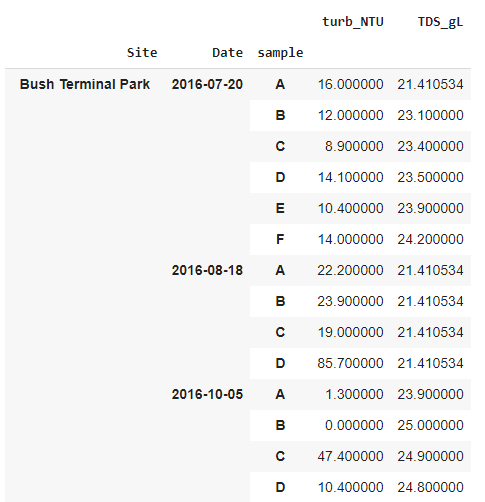 turb_NTU TDS_gL
Site Date sample
Bush Terminal Park 2016-07-20 A 16.000000 21.410534
B 12.000000 23.100000
C 8.900000 23.400000
D 14.100000 23.500000
E 10.400000 23.900000
F 14.000000 24.200000
2016-08-18 A 22.200000 21.410534
B 23.900000 21.410534
C 19.000000 21.410534
D 85.700000 21.410534
2016-10-05 A 1.300000 23.900000
B 0.000000 25.000000
C 47.400000 24.900000
D 10.400000 24.800000